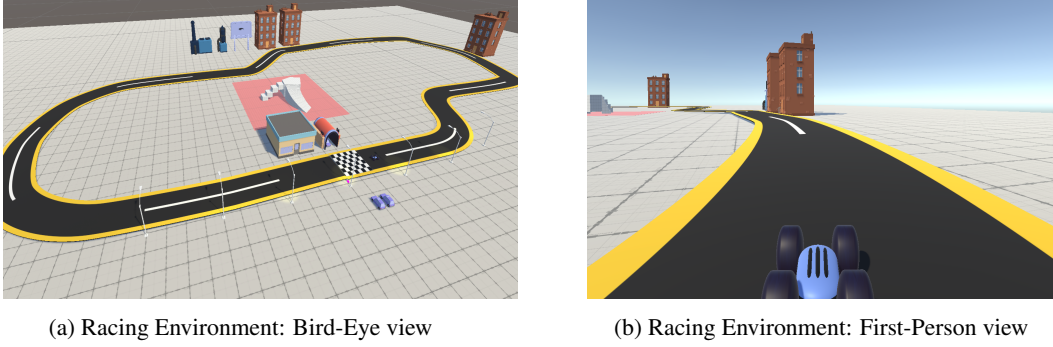 (a) Racing Environment: Bird-Eye view
(b) Racing Environment: First-Person view